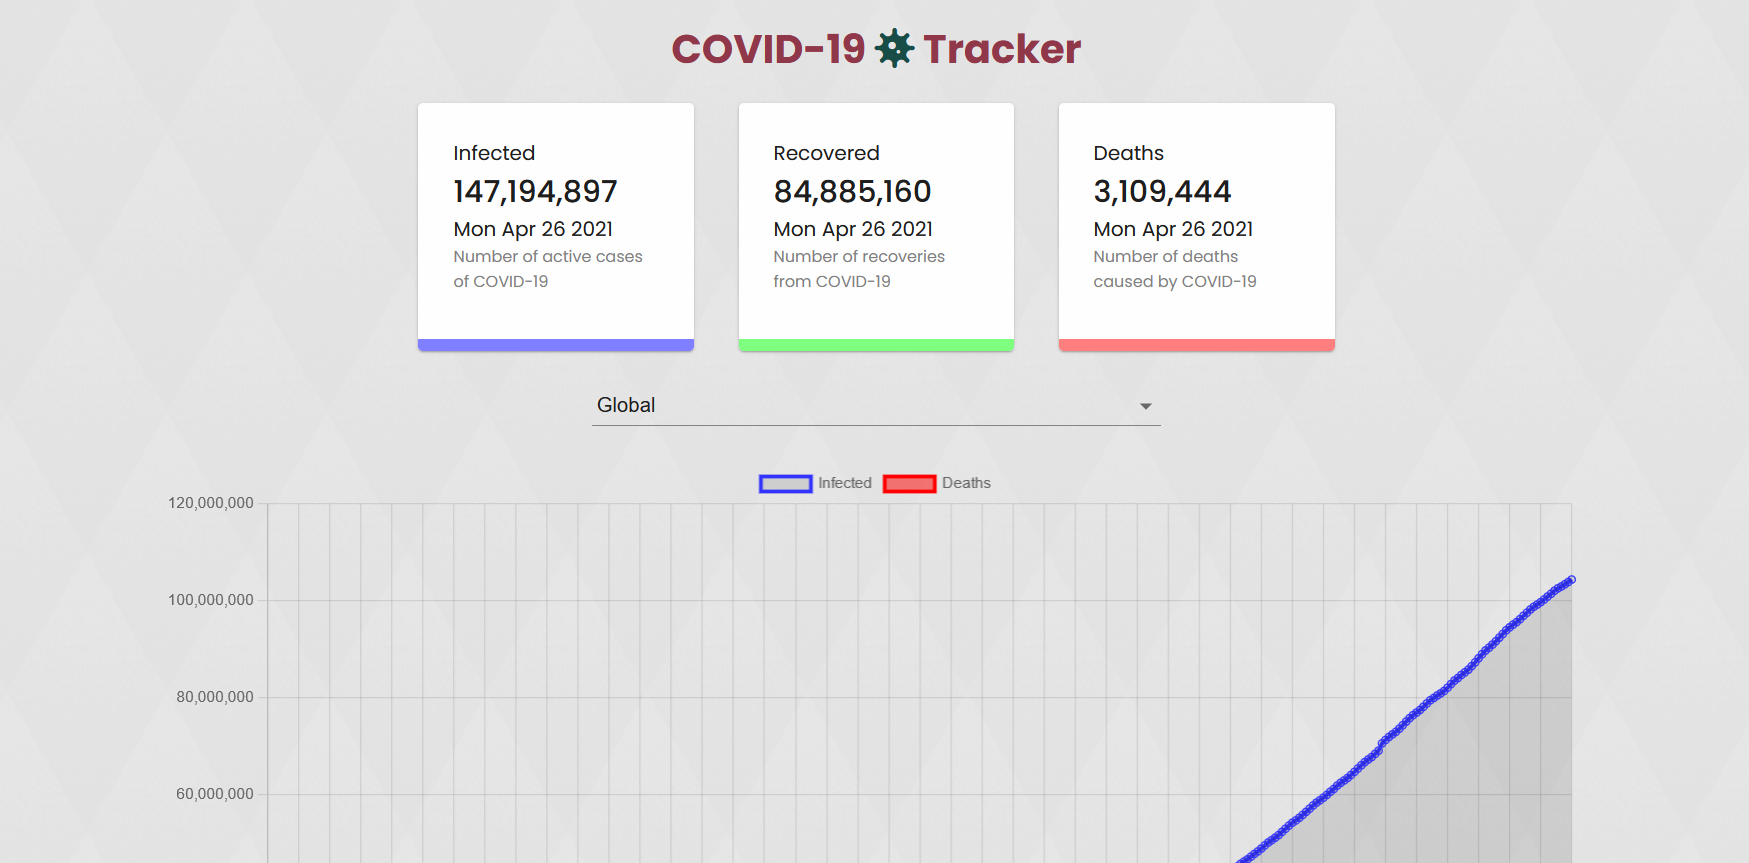 COVID-19 Tracker
Infected
147,194,897
Mon Apr 26 2021
Number of active cases
of COVID-19
Recovered
84,885,160
Mon Apr 26 2021
Number of recoveries
from COVID-19
Deaths
3,109,444
Mon Apr 26 2021
Number of deaths
caused by COVID-19
Global
Infected Deaths
120,000,000
100,000,000
80,000,000
60,000,000